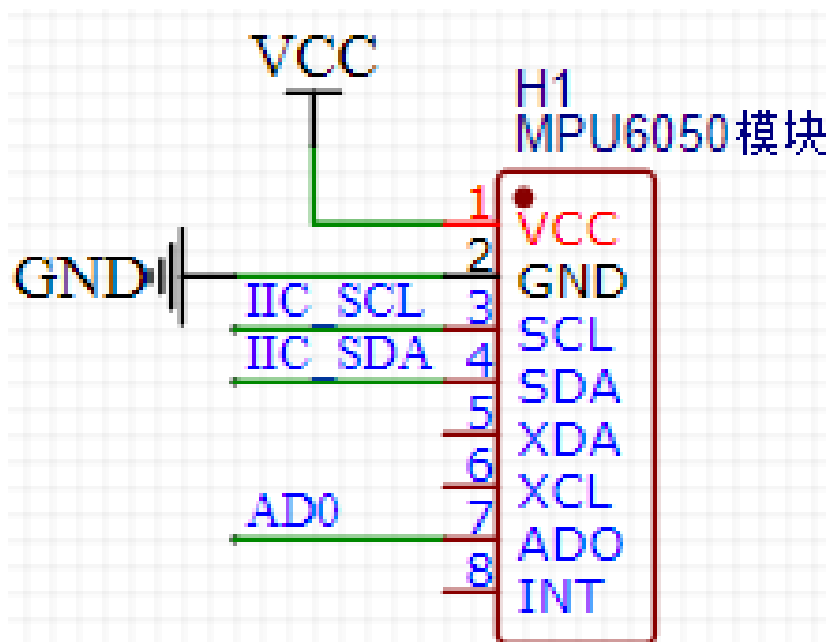 VCC
H1
MPU6050模块
1 VCC
GND 2 GND
IIC_SCL 3 SCL
IIC_SDA 4 SDA
5 XDA
6 XCL
AD0 7 ADO
8 INT